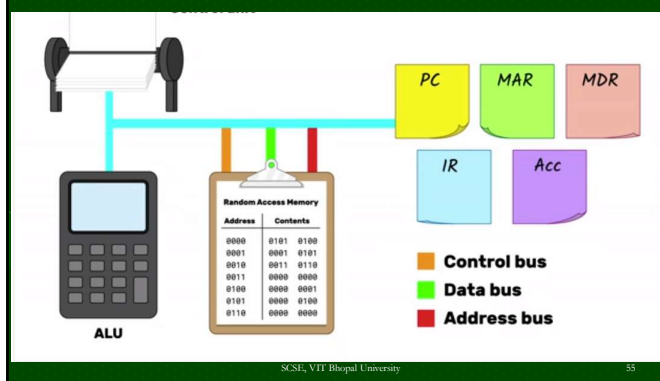 PC
MAR
MDR
IR
Acc
Random Access Memory
Address Contents
0000 0101 0100
0001 0001 0101
0010 0011 0110
0011 0000 0000
0100 0000 0001
0101 0000 0100
0110 0000 0000
ALU
Control bus
Data bus
Address bus
SCSE, VIT Bhopal University
55